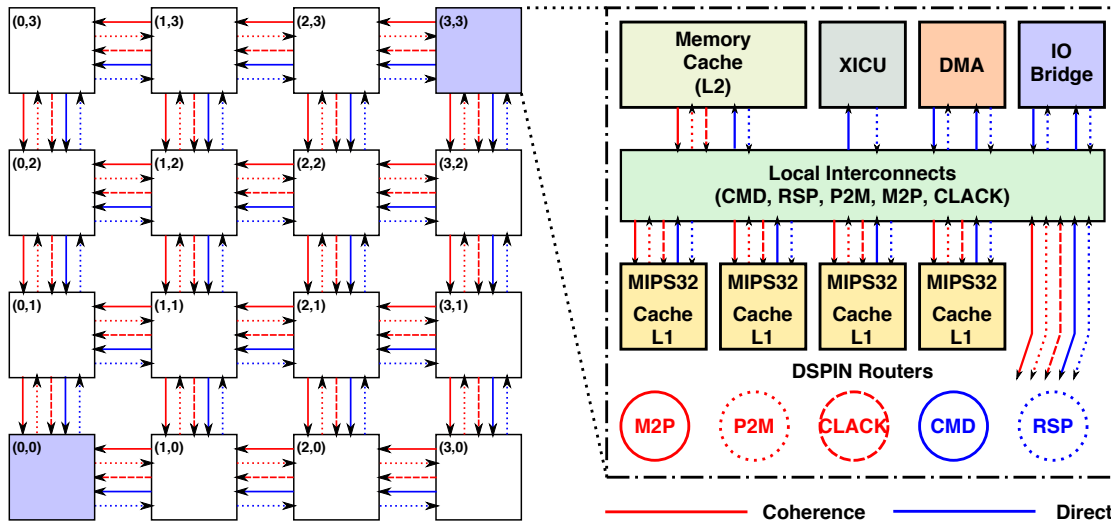 (0,3)
(1,3)
(2,3)
(3,3)
(0,2)
(1,2)
(2,2)
(3,2)
(0,1)
(1,1)
(2,1)
(3,1)
(0,0)
(1,0)
(2,0)
(3,0)
Memory
Cache
(L2)
XICU
DMA
IO
Bridge
Local Interconnects
(CMD, RSP, P2M, M2P, CLACK)
MIPS32
Cache
L1
MIPS32
Cache
L1
MIPS32
Cache
L1
MIPS32
Cache
L1
DSPIN Routers
M2P
P2M
CLACK
CMD
RSP
Coherence
Direct